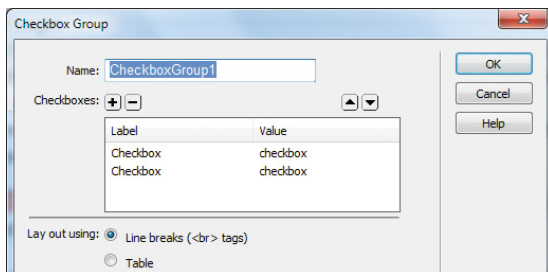 Checkbox Group
Name: CheckboxGroup1
OK
Checkboxes:
Cancel
Help
Label Value
Checkbox checkbox
Checkbox checkbox
Lay out using: Line breaks (<br> tags)
Table